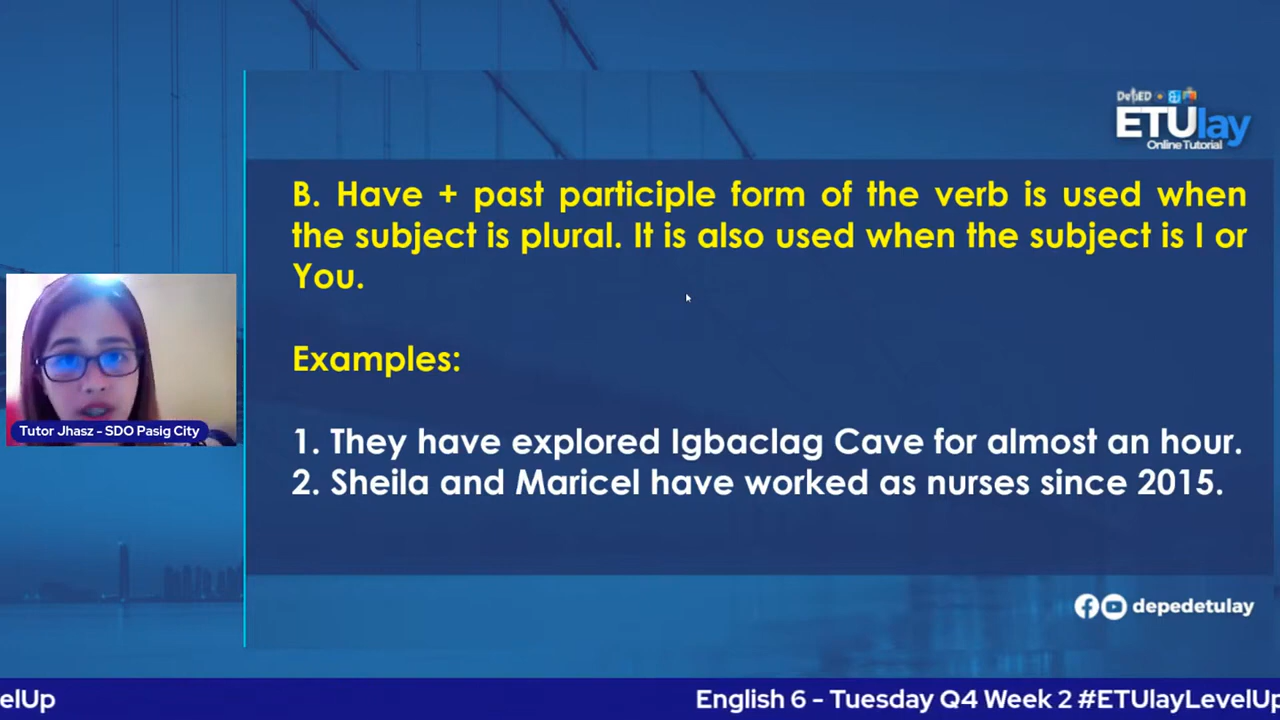 DepED
ETUlay
Online Tutorial
B. Have + past participle form of the verb is used when
the subject is plural. It is also used when the subject is I or
You.
Examples:
1. They have explored Igbaclag Cave for almost an hour.
2. Sheila and Maricel have worked as nurses since 2015.
Tutor Jhasz - SDO Pasig City
depedetulay
elUp
English 6 - Tuesday Q4 Week 2 #ETUlayLevelUp